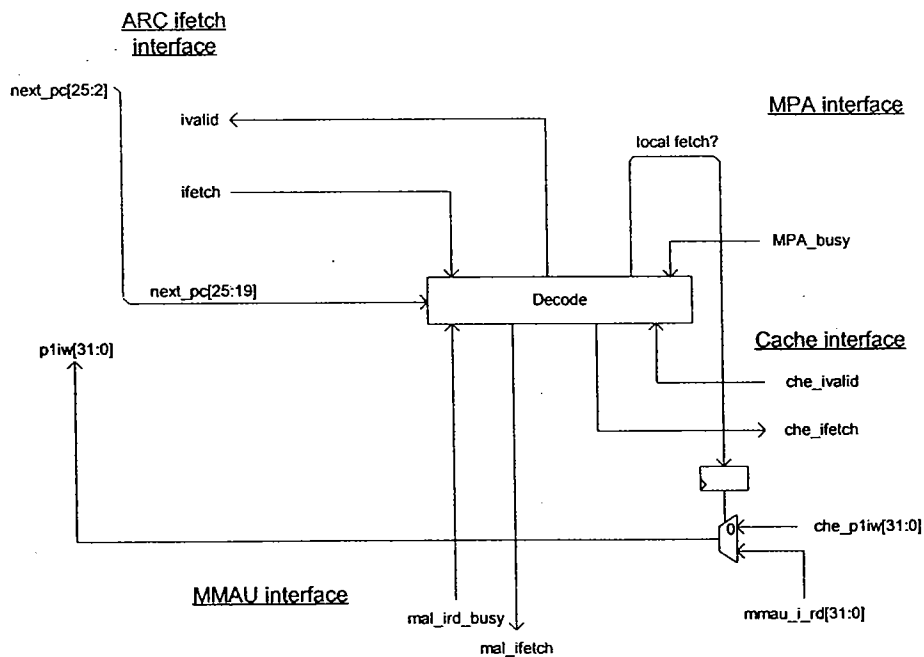 ARC ifetch
interface
next_pc[25:2]
ivalid
MPA interface
local fetch?
ifetch
MPA_busy
next_pc[25:19]
Decode
p1iw[31:0]
Cache interface
che_ivalid
che_ifetch
0
che_p1iw[31:0]
MMAU interface
mal_ird_busy
mmau_i_rd[31:0]
mal_ifetch